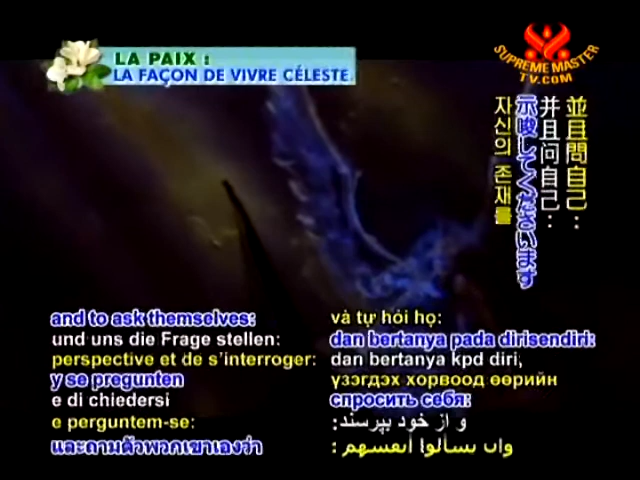 LA PAIX :
LA FAÇON DE VIVRE CÉLESTE
SUPREME MASTER
TV.COM
並且問自己：
并且问自己：
示唆してくださいます
자신의 존재를
and to ask themselves:
und uns die Frage stellen:
perspective et de s'interroger:
y se pregunten
e di chiedersi
e perguntem-se:
และถามตัวพวกเขาเองว่า
và tự hỏi họ:
dan bertanya pada dirisendiri:
dan bertanya kpd diri,
үзэгдэх хорвоод өөрийн
спросить себя:
و از خود بپرسند:
وأن يسألوا أنفسهم :